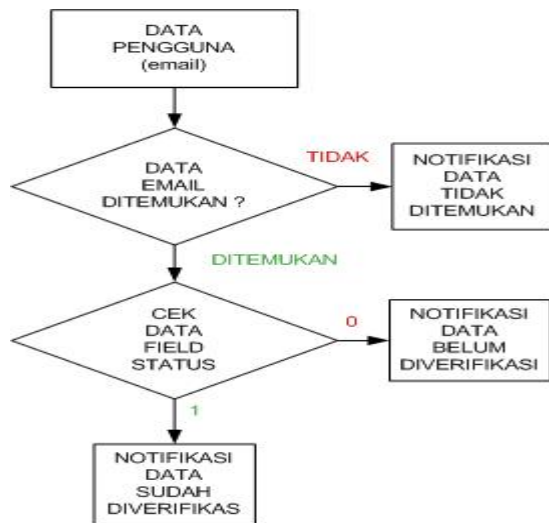 DATA
PENGGUNA
(email)
DATA
EMAIL
DITEMUKAN ?
TIDAK
NOTIFIKASI
DATA
TIDAK
DITEMUKAN
DITEMUKAN
CEK
DATA
FIELD
STATUS
0
NOTIFIKASI
DATA
BELUM
DIVERIFIKASI
1
NOTIFIKASI
DATA
SUDAH
DIVERIFIKAS